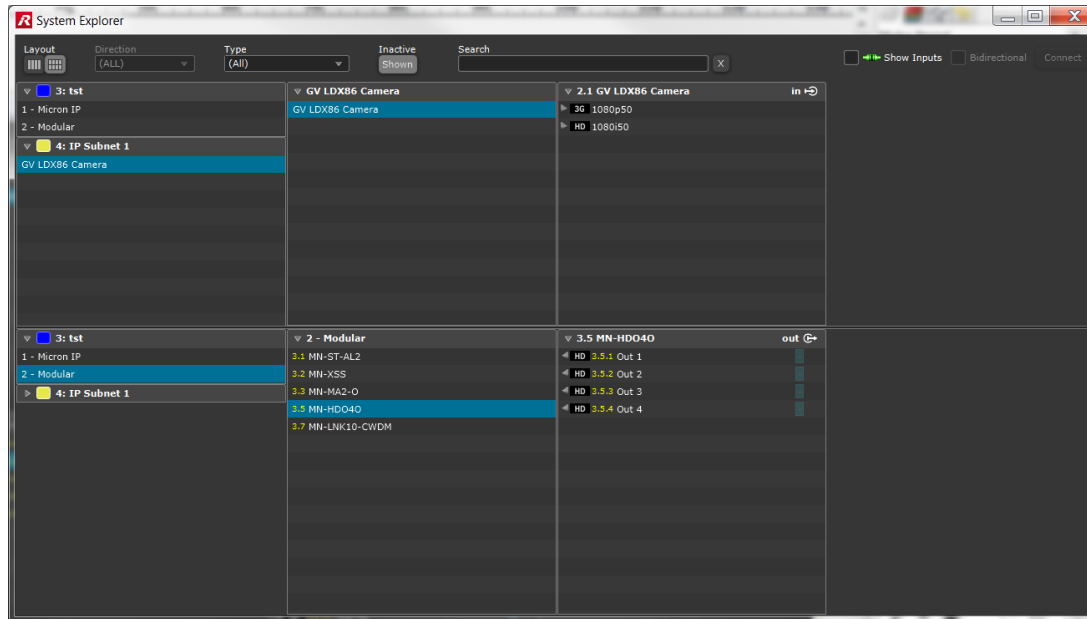 R System Explorer
Layout Direction Type Inactive Search
(ALL) (All) Shown X Show Inputs Bidirectional Connect
3: tst
1 - Micron IP
2 - Modular
4: IP Subnet 1
GV LDX86 Camera
GV LDX86 Camera
GV LDX86 Camera
2.1 GV LDX86 Camera in
3G 1080p50
HD 1080i50
3: tst
1 - Micron IP
2 - Modular
4: IP Subnet 1
2 - Modular
3.1 MN-ST-AL2
3.2 MN-XSS
3.3 MN-MA2-O
3.5 MN-HDO4O
3.7 MN-LNK10-CWDM
3.5 MN-HDO4O out
HD 3.5.1 Out 1
HD 3.5.2 Out 2
HD 3.5.3 Out 3
HD 3.5.4 Out 4